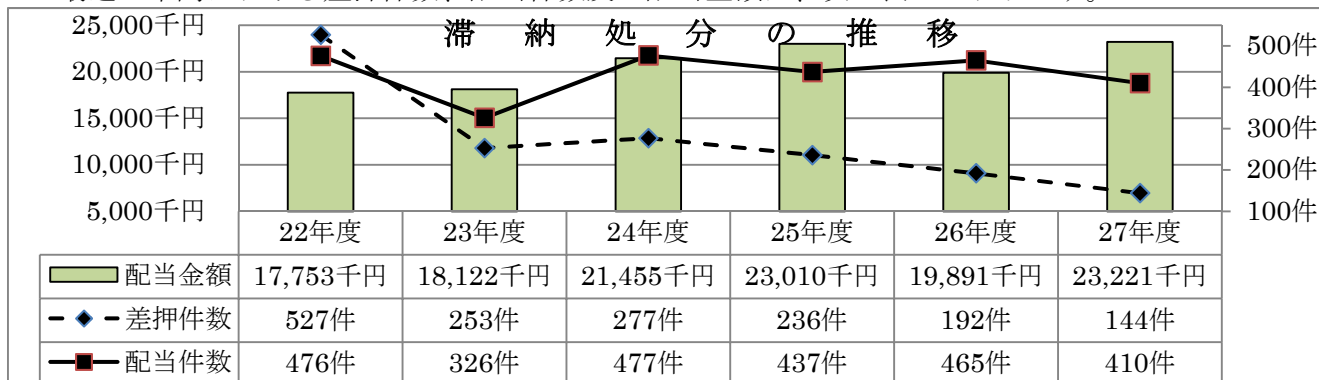 滞納処分の推移
25,000千円
20,000千円
15,000千円
10,000千円
5,000千円
500件
400件
300件
200件
100件
22年度 23年度 24年度 25年度 26年度 27年度
配当金額 17,753千円 18,122千円 21,455千円 23,010千円 19,891千円 23,221千円
差押件数 527件 253件 277件 236件 192件 144件
配当件数 476件 326件 477件 437件 465件 410件